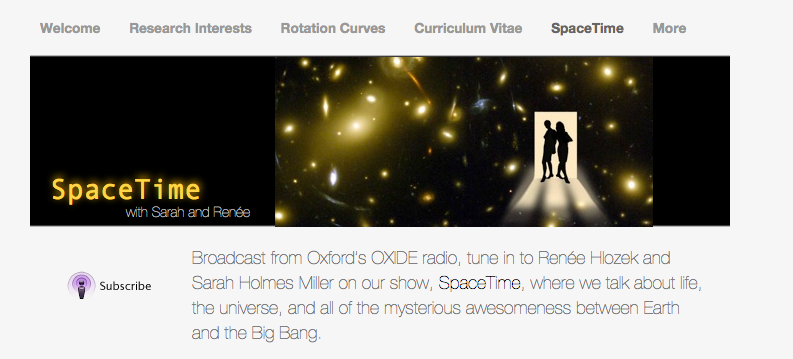 Welcome Research Interests Rotation Curves Curriculum Vitae SpaceTime More
SpaceTime
with Sarah and Renée
Subscribe
Broadcast from Oxford's OXIDE radio, tune in to Renée Hlozek and
Sarah Holmes Miller on our show, SpaceTime, where we talk about life,
the universe, and all of the mysterious awesomeness between Earth
and the Big Bang.